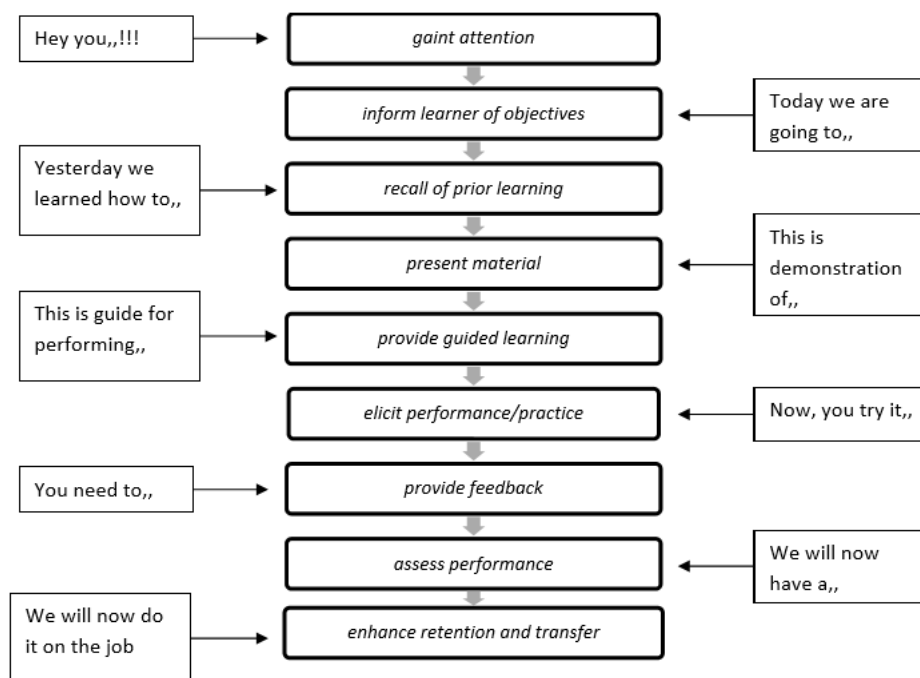 Hey you,,!!!
gaint attention
inform learner of objectives
Today we are
going to,,
Yesterday we
learned how to,,
recall of prior learning
present material
This is
demonstration
of,,
This is guide for
performing,,
provide guided learning
elicit performance/practice
Now, you try it,,
You need to,,
provide feedback
assess performance
We will now
have a,,
We will now do
it on the job
enhance retention and transfer